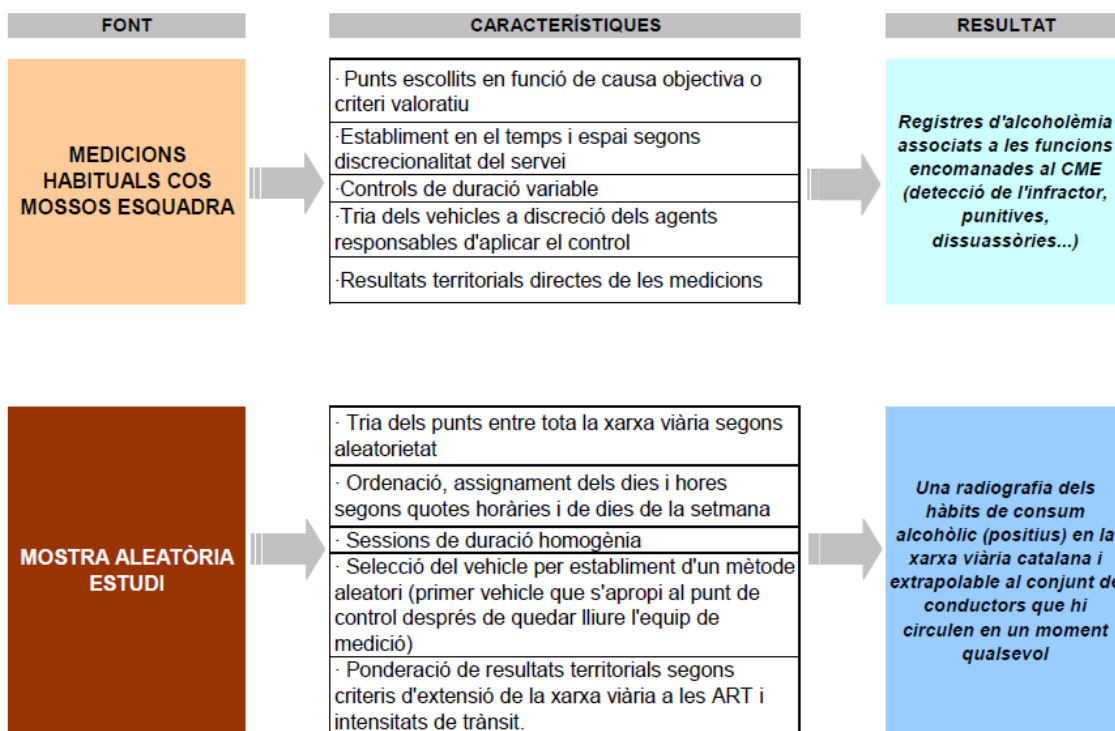 FONT
CARACTERÍSTIQUES
RESULTAT
MEDICIONS
HABITUALS COS
MOSSOS ESQUADRA
· Punts escollits en funció de causa objectiva o
criteri valoratiu
·Establiment en el temps i espai segons
discrecionalitat del servei
·Controls de duració variable
·Tria dels vehicles a discreció dels agents
responsables d'aplicar el control
·Resultats territorials directes de les medicions
Registres d'alcoholèmia
associats a les funcions
encomanades al CME
(detecció de l'infractor,
punitives,
dissuassòries...)
MOSTRA ALEATÒRIA
ESTUDI
· Tria dels punts entre tota la xarxa viària segons
aleatorietat
· Ordenació, assignament dels dies i hores
segons quotes horàries i de dies de la setmana
· Sessions de duració homogènia
· Selecció del vehicle per establiment d'un mètode
aleatori (primer vehicle que s'apropi al punt de
control després de quedar lliure l'equip de
medició)
· Ponderació de resultats territorials segons
criteris d'extensió de la xarxa viària a les ART i
intensitats de trànsit.
Una radiografia dels
hàbits de consum
alcohòlic (positius) en la
xarxa viària catalana i
extrapolable al conjunt de
conductors que hi
circulen en un moment
qualsevol